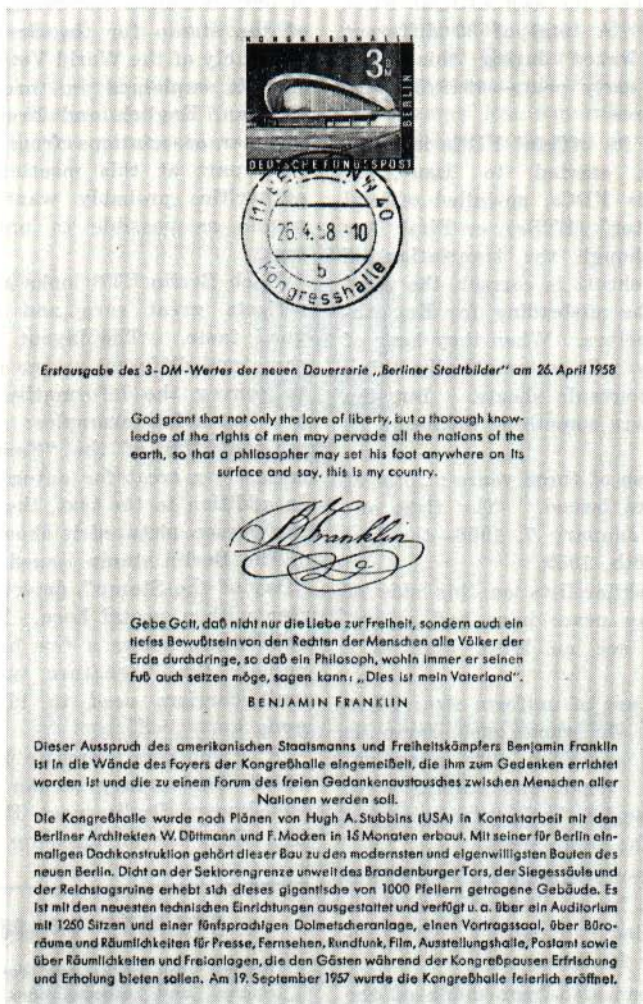 KONGRESSHALLE
3 DM
BERLIN
DEUTSCHE BUNDESPOST
(1) BERLIN NW 40
26.4.58-10
b
Kongresshalle
Erstausgabe des 3-DM-Wertes der neuen Dauerserie „Berliner Stadtbilder" am 26. April 1958
God grant that not only the love of liberty, but a thorough know-
ledge of the rights of men may pervade all the nations of the
earth, so that a philosopher may set his foot anywhere on its
surface and say, this is my country.
B Franklin
Gebe Gott, daß nicht nur die Liebe zur Freiheit, sondern auch ein
tiefes Bewußtsein von den Rechten der Menschen alle Völker der
Erde durchdringe, so daß ein Philosoph, wohin immer er seinen
Fuß auch setzen möge, sagen kann: „Dies ist mein Vaterland".
BENJAMIN FRANKLIN
Dieser Ausspruch des amerikanischen Staatsmanns und Freiheitskämpfers Benjamin Franklin
ist in die Wände des Foyers der Kongreßhalle eingemeißelt, die ihm zum Gedenken errichtet
worden ist und die zu einem Forum des freien Gedankenaustausches zwischen Menschen aller
Nationen werden soll.
Die Kongreßhalle wurde nach Plänen von Hugh A. Stubbins (USA) in Kontaktarbeit mit den
Berliner Architekten W. Düttmann und F. Mocken in 15 Monaten erbaut. Mit seiner für Berlin ein-
maligen Dachkonstruktion gehört dieser Bau zu den modernsten und eigenwilligsten Bauten des
neuen Berlin. Dicht an der Sektorengrenze unweit des Brandenburger Tors, der Siegessäule und
der Reichstagsruine erhebt sich dieses gigantische von 1000 Pfeilern getragene Gebäude. Es
ist mit den neuesten technischen Einrichtungen ausgestattet und verfügt u. a. über ein Auditorium
mit 1250 Sitzen und einer fünfsprachigen Dolmetscheranlage, einen Vortragssaal, über Büro-
räume und Räumlichkeiten für Presse, Fernsehen, Rundfunk, Film, Ausstellungshalle, Postamt sowie
über Räumlichkeiten und Freianlagen, die den Gästen während der Kongreßpausen Erfrischung
und Erholung bieten sollen. Am 19. September 1957 wurde die Kongreßhalle feierlich eröffnet.